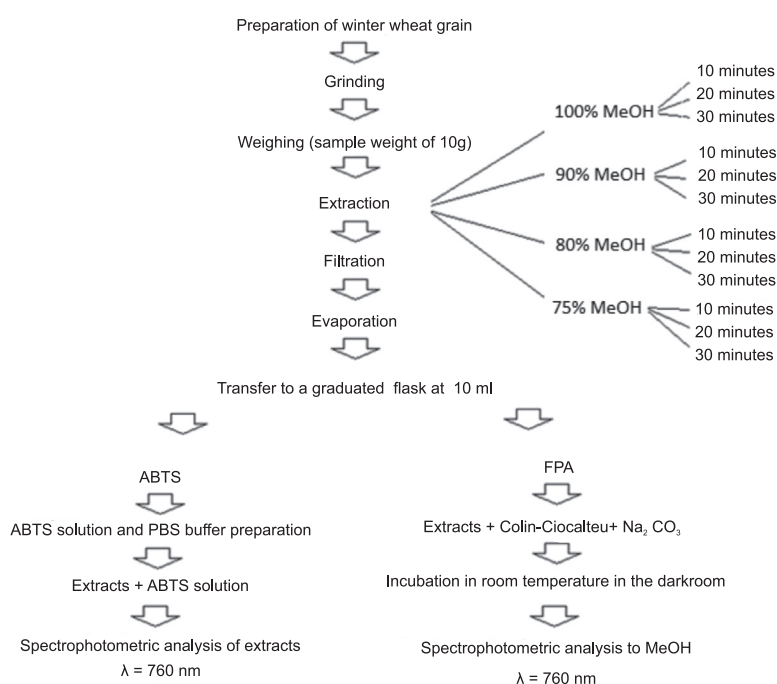 Preparation of winter wheat grain
Grinding
Weighing (sample weight of 10g)
Extraction
Filtration
Evaporation
Transfer to a graduated flask at 10 ml
100% MeOH
10 minutes
20 minutes
30 minutes
90% MeOH
10 minutes
20 minutes
30 minutes
80% MeOH
10 minutes
20 minutes
30 minutes
75% MeOH
10 minutes
20 minutes
30 minutes
ABTS
ABTS solution and PBS buffer preparation
Extracts + ABTS solution
Spectrophotometric analysis of extracts
λ = 760 nm
FPA
Extracts + Colin-Ciocalteu+ Na₂ CO₃
Incubation in room temperature in the darkroom
Spectrophotometric analysis to MeOH
λ = 760 nm